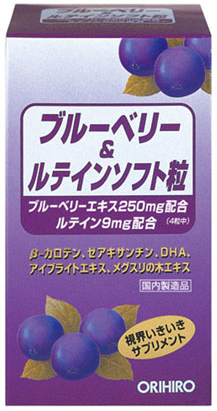 ブルーベリー
&
ルテインソフト粒
ブルーベリーエキス250mg配合
ルテイン9mg配合 (4粒中)
β-カロテン、ゼアキサンチン、DHA、
アイブライトエキス、メグスリの木エキス
国内製造品
視界いきいき
サプリメント
ORIHIRO